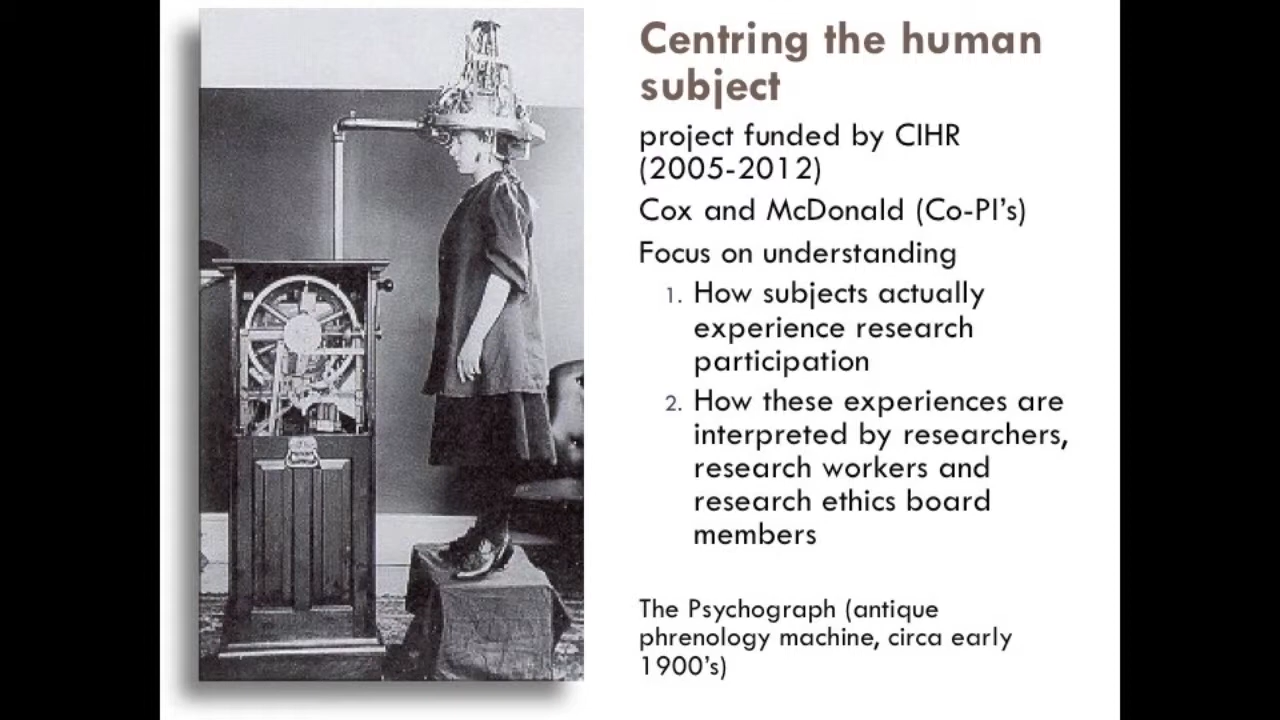 Centring the human
subject
project funded by CIHR
(2005-2012)
Cox and McDonald (Co-PI's)
Focus on understanding
1. How subjects actually
experience research
participation
2. How these experiences are
interpreted by researchers,
research workers and
research ethics board
members
The Psychograph (antique
phrenology machine, circa early
1900's)